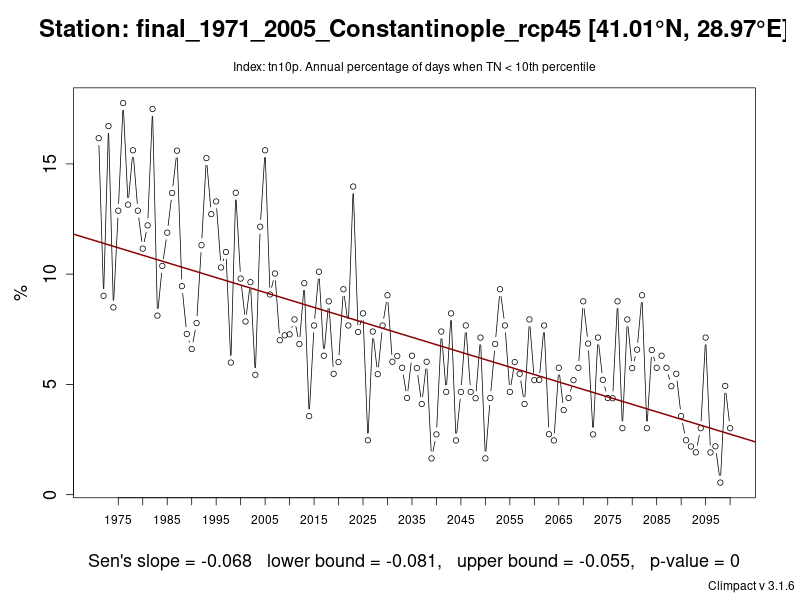 Station: final_1971_2005_Constantinople_rcp45 [41.01°N, 28.97°E]
Index: tn10p. Annual percentage of days when TN < 10th percentile
%
15
10
5
0
1975 1985 1995 2005 2015 2025 2035 2045 2055 2065 2075 2085 2095
Sen's slope = -0.068 lower bound = -0.081, upper bound = -0.055, p-value = 0
Climpact v 3.1.6